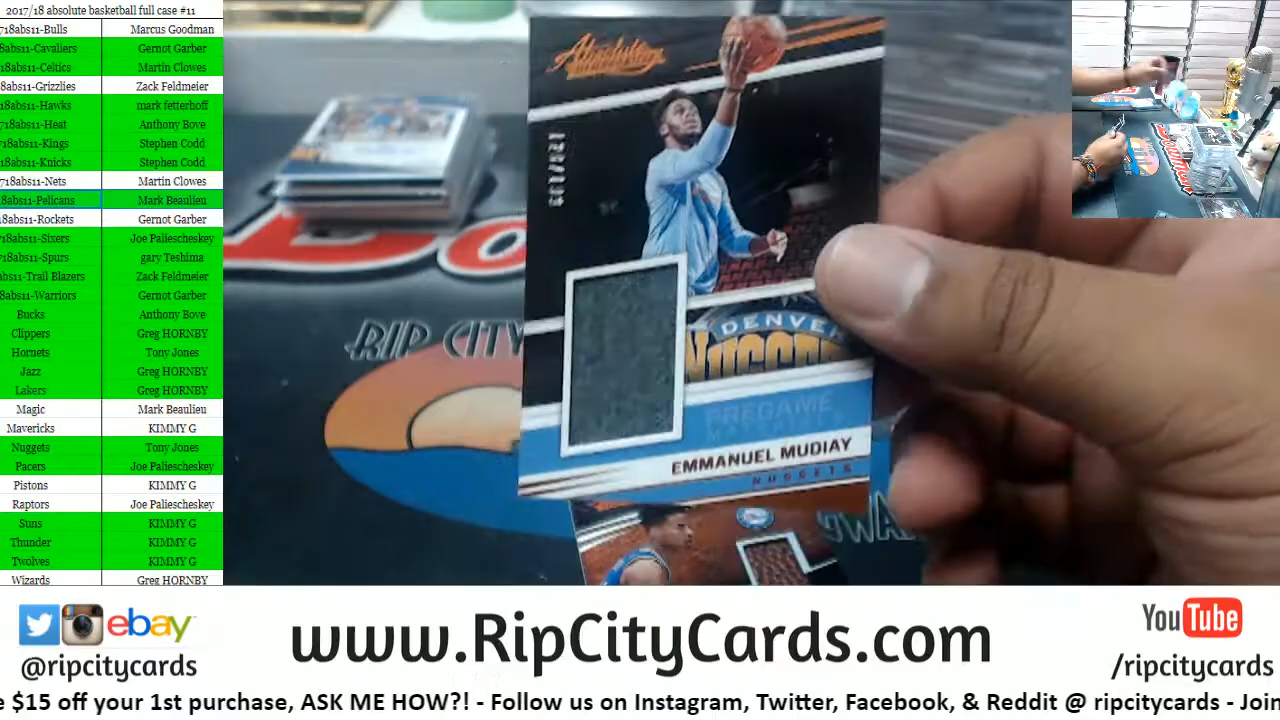 2017/18 absolute basketball full case #11
718abs11-Bulls Marcus Goodman
8abs11-Cavaliers Gernot Garber
18abs11-Celtics Martin Clowes
718abs11-Grizzlies Zack Feldmeier
18abs11-Hawks mark fetterhoff
18abs11-Heat Anthony Bove
18abs11-Kings Stephen Codd
18abs11-Knicks Stephen Codd
718abs11-Nets Martin Clowes
8abs11-Pelicans Mark Beaulieu
18abs11-Rockets Gernot Garber
18abs11-Sixers Joe Paliescheskey
18abs11-Spurs gary Teshima
abs11-Trail Blazers Zack Feldmeier
8abs11-Warriors Gernot Garber
Bucks Anthony Bove
Clippers Greg HORNBY
Hornets Tony Jones
Jazz Greg HORNBY
Lakers Greg HORNBY
Magic Mark Beaulieu
Mavericks KIMMY G
Nuggets Tony Jones
Pacers Joe Paliescheskey
Pistons KIMMY G
Raptors Joe Paliescheskey
Suns KIMMY G
Thunder KIMMY G
Twolves KIMMY G
Wizards Greg HORNBY
Absolute
RIP CITY
DENVER
NUGGETS
PREGAME
EMMANUEL MUDIAY
NUGGETS
ebay
@ripcitycards
www.RipCityCards.com
YouTube
/ripcitycards
e $15 off your 1st purchase, ASK ME HOW?! - Follow us on Instagram, Twitter, Facebook, & Reddit @ ripcitycards - Join